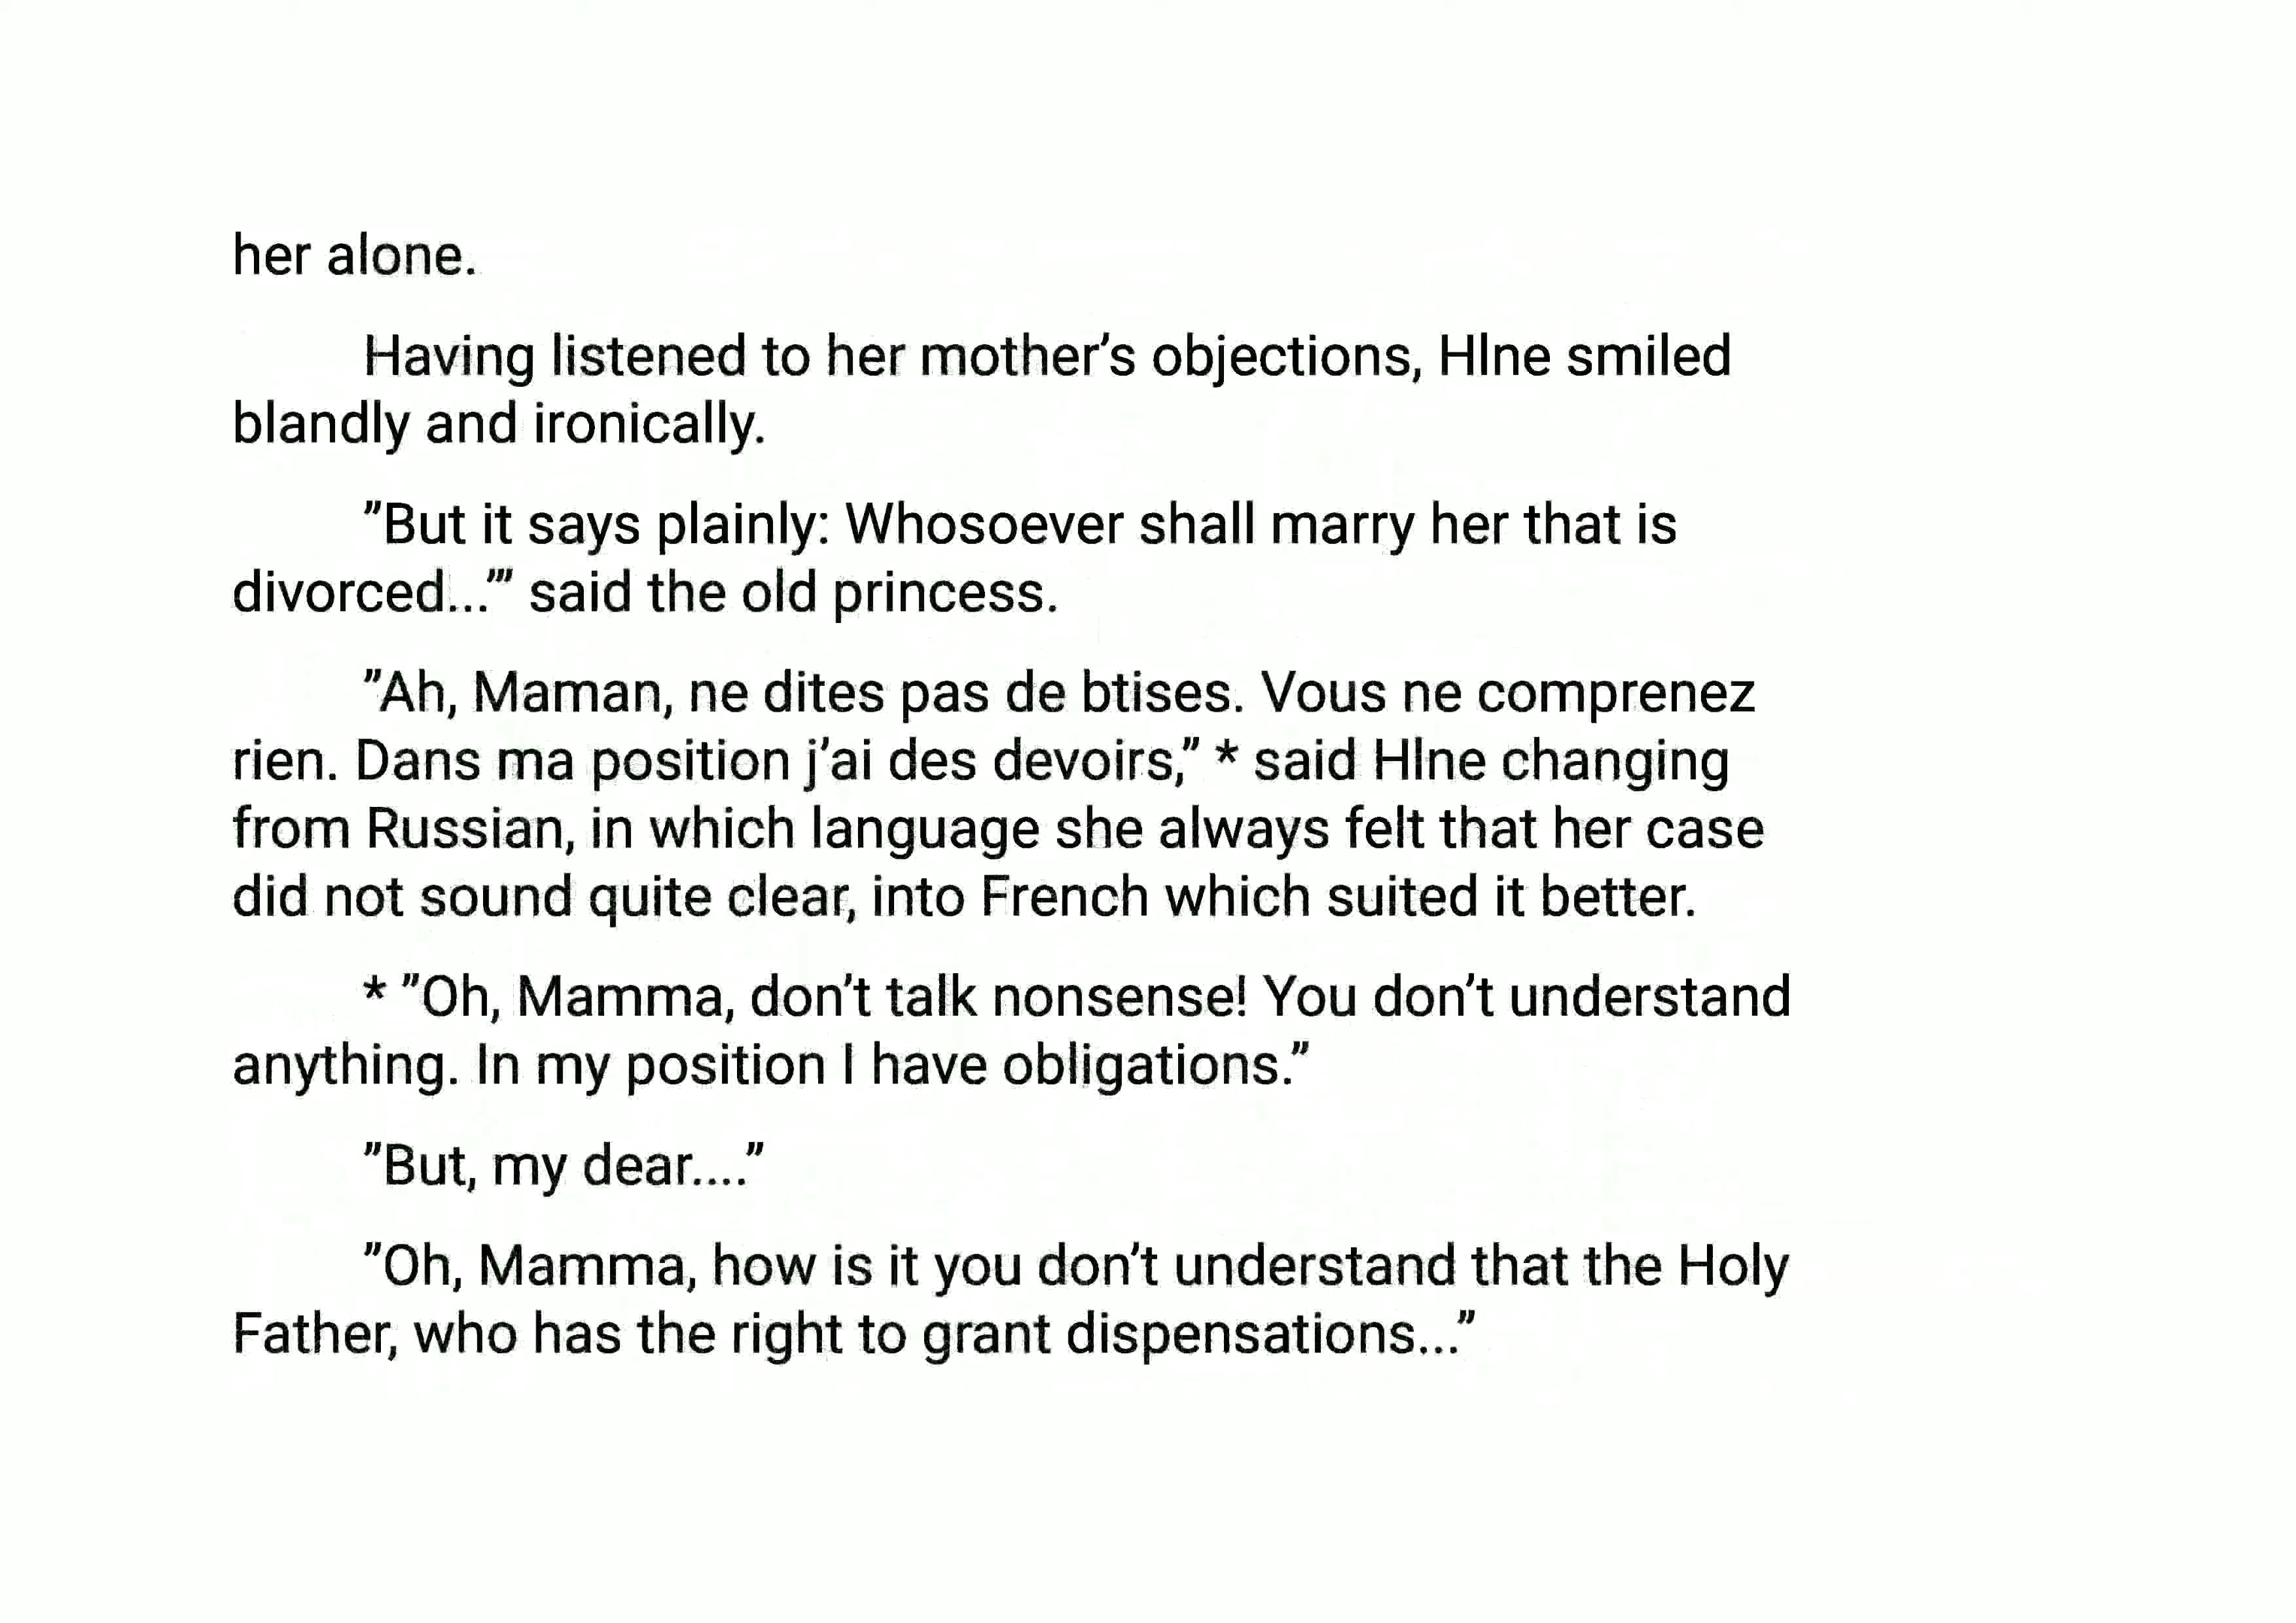 her alone.
Having listened to her mother’s objections, Hlne smiled
blandly and ironically.
”But it says plainly: Whosoever shall marry her that is
divorced...”’ said the old princess.
”Ah, Maman, ne dites pas de btises. Vous ne comprenez
rien. Dans ma position j’ai des devoirs,” * said Hlne changing
from Russian, in which language she always felt that her case
did not sound quite clear, into French which suited it better.
* ”Oh, Mamma, don’t talk nonsense! You don’t understand
anything. In my position I have obligations.”
”But, my dear....”
”Oh, Mamma, how is it you don’t understand that the Holy
Father, who has the right to grant dispensations...”